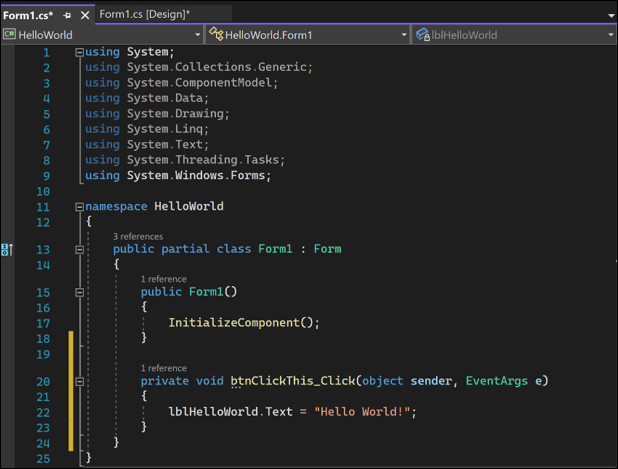 Form1.cs* Form1.cs [Design]*
C# HelloWorld HelloWorld.Form1 lblHelloWorld
1 using System;
2 using System.Collections.Generic;
3 using System.ComponentModel;
4 using System.Data;
5 using System.Drawing;
6 using System.Linq;
7 using System.Text;
8 using System.Threading.Tasks;
9 using System.Windows.Forms;
10
11 namespace HelloWorld
12 {
3 references
13 public partial class Form1 : Form
14 {
1 reference
15 public Form1()
16 {
17 InitializeComponent();
18 }
19
1 reference
20 private void btnClickThis_Click(object sender, EventArgs e)
21 {
22 lblHelloWorld.Text = "Hello World!";
23 }
24 }
25 }